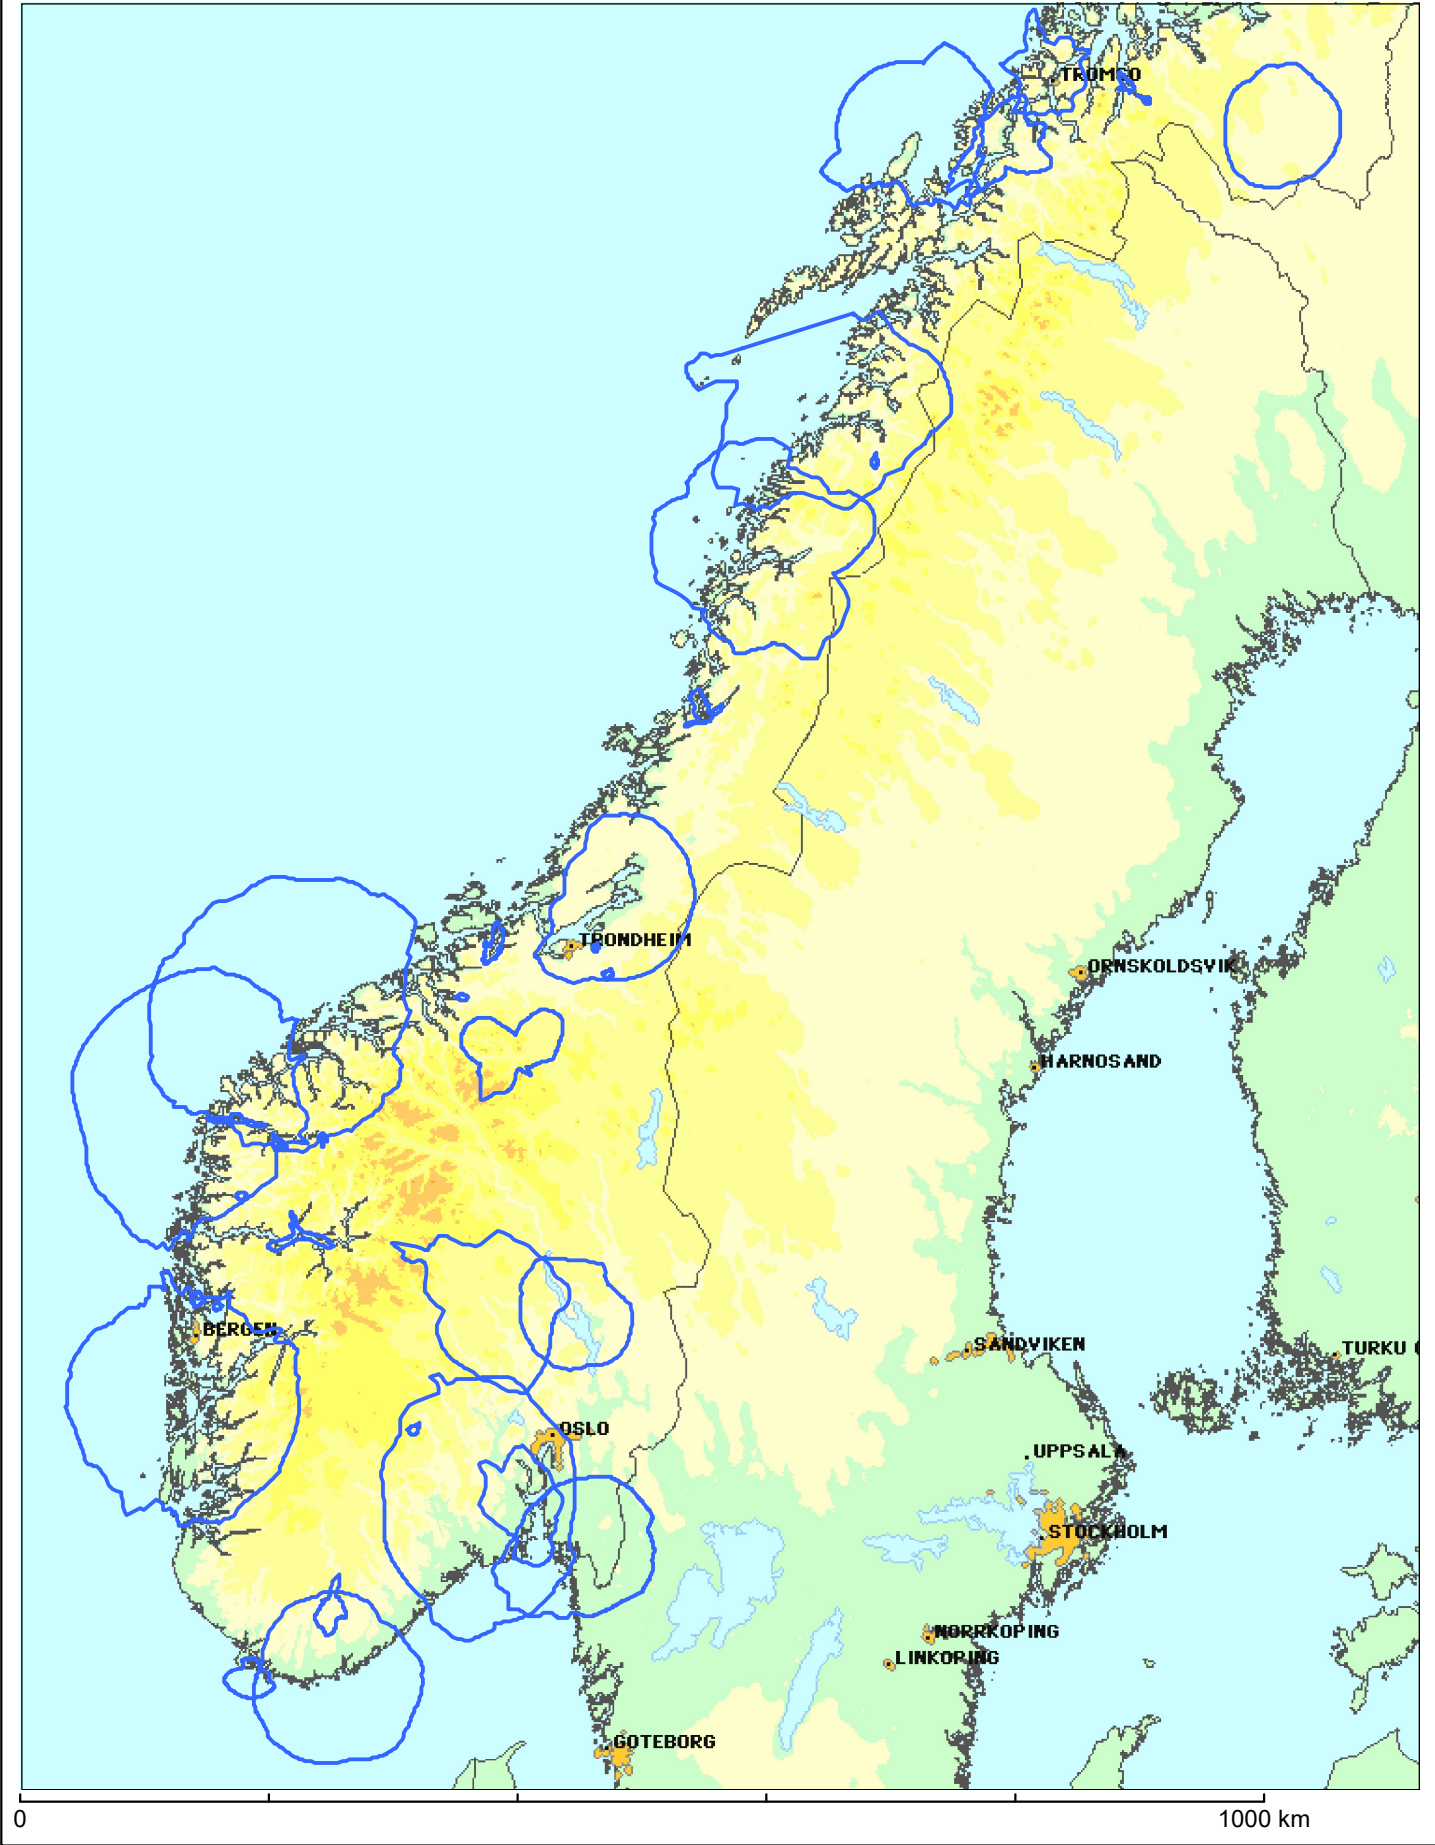 TROMSO
TRONDHEIM
ORNSKOLDSVIK
HARNOSAND
BERGEN
SANDVIKEN
TURKU
OSLO
UPPSALA
STOCKHOLM
NORRKOPING
LINKOPING
GOTEBORG
0
1000 km